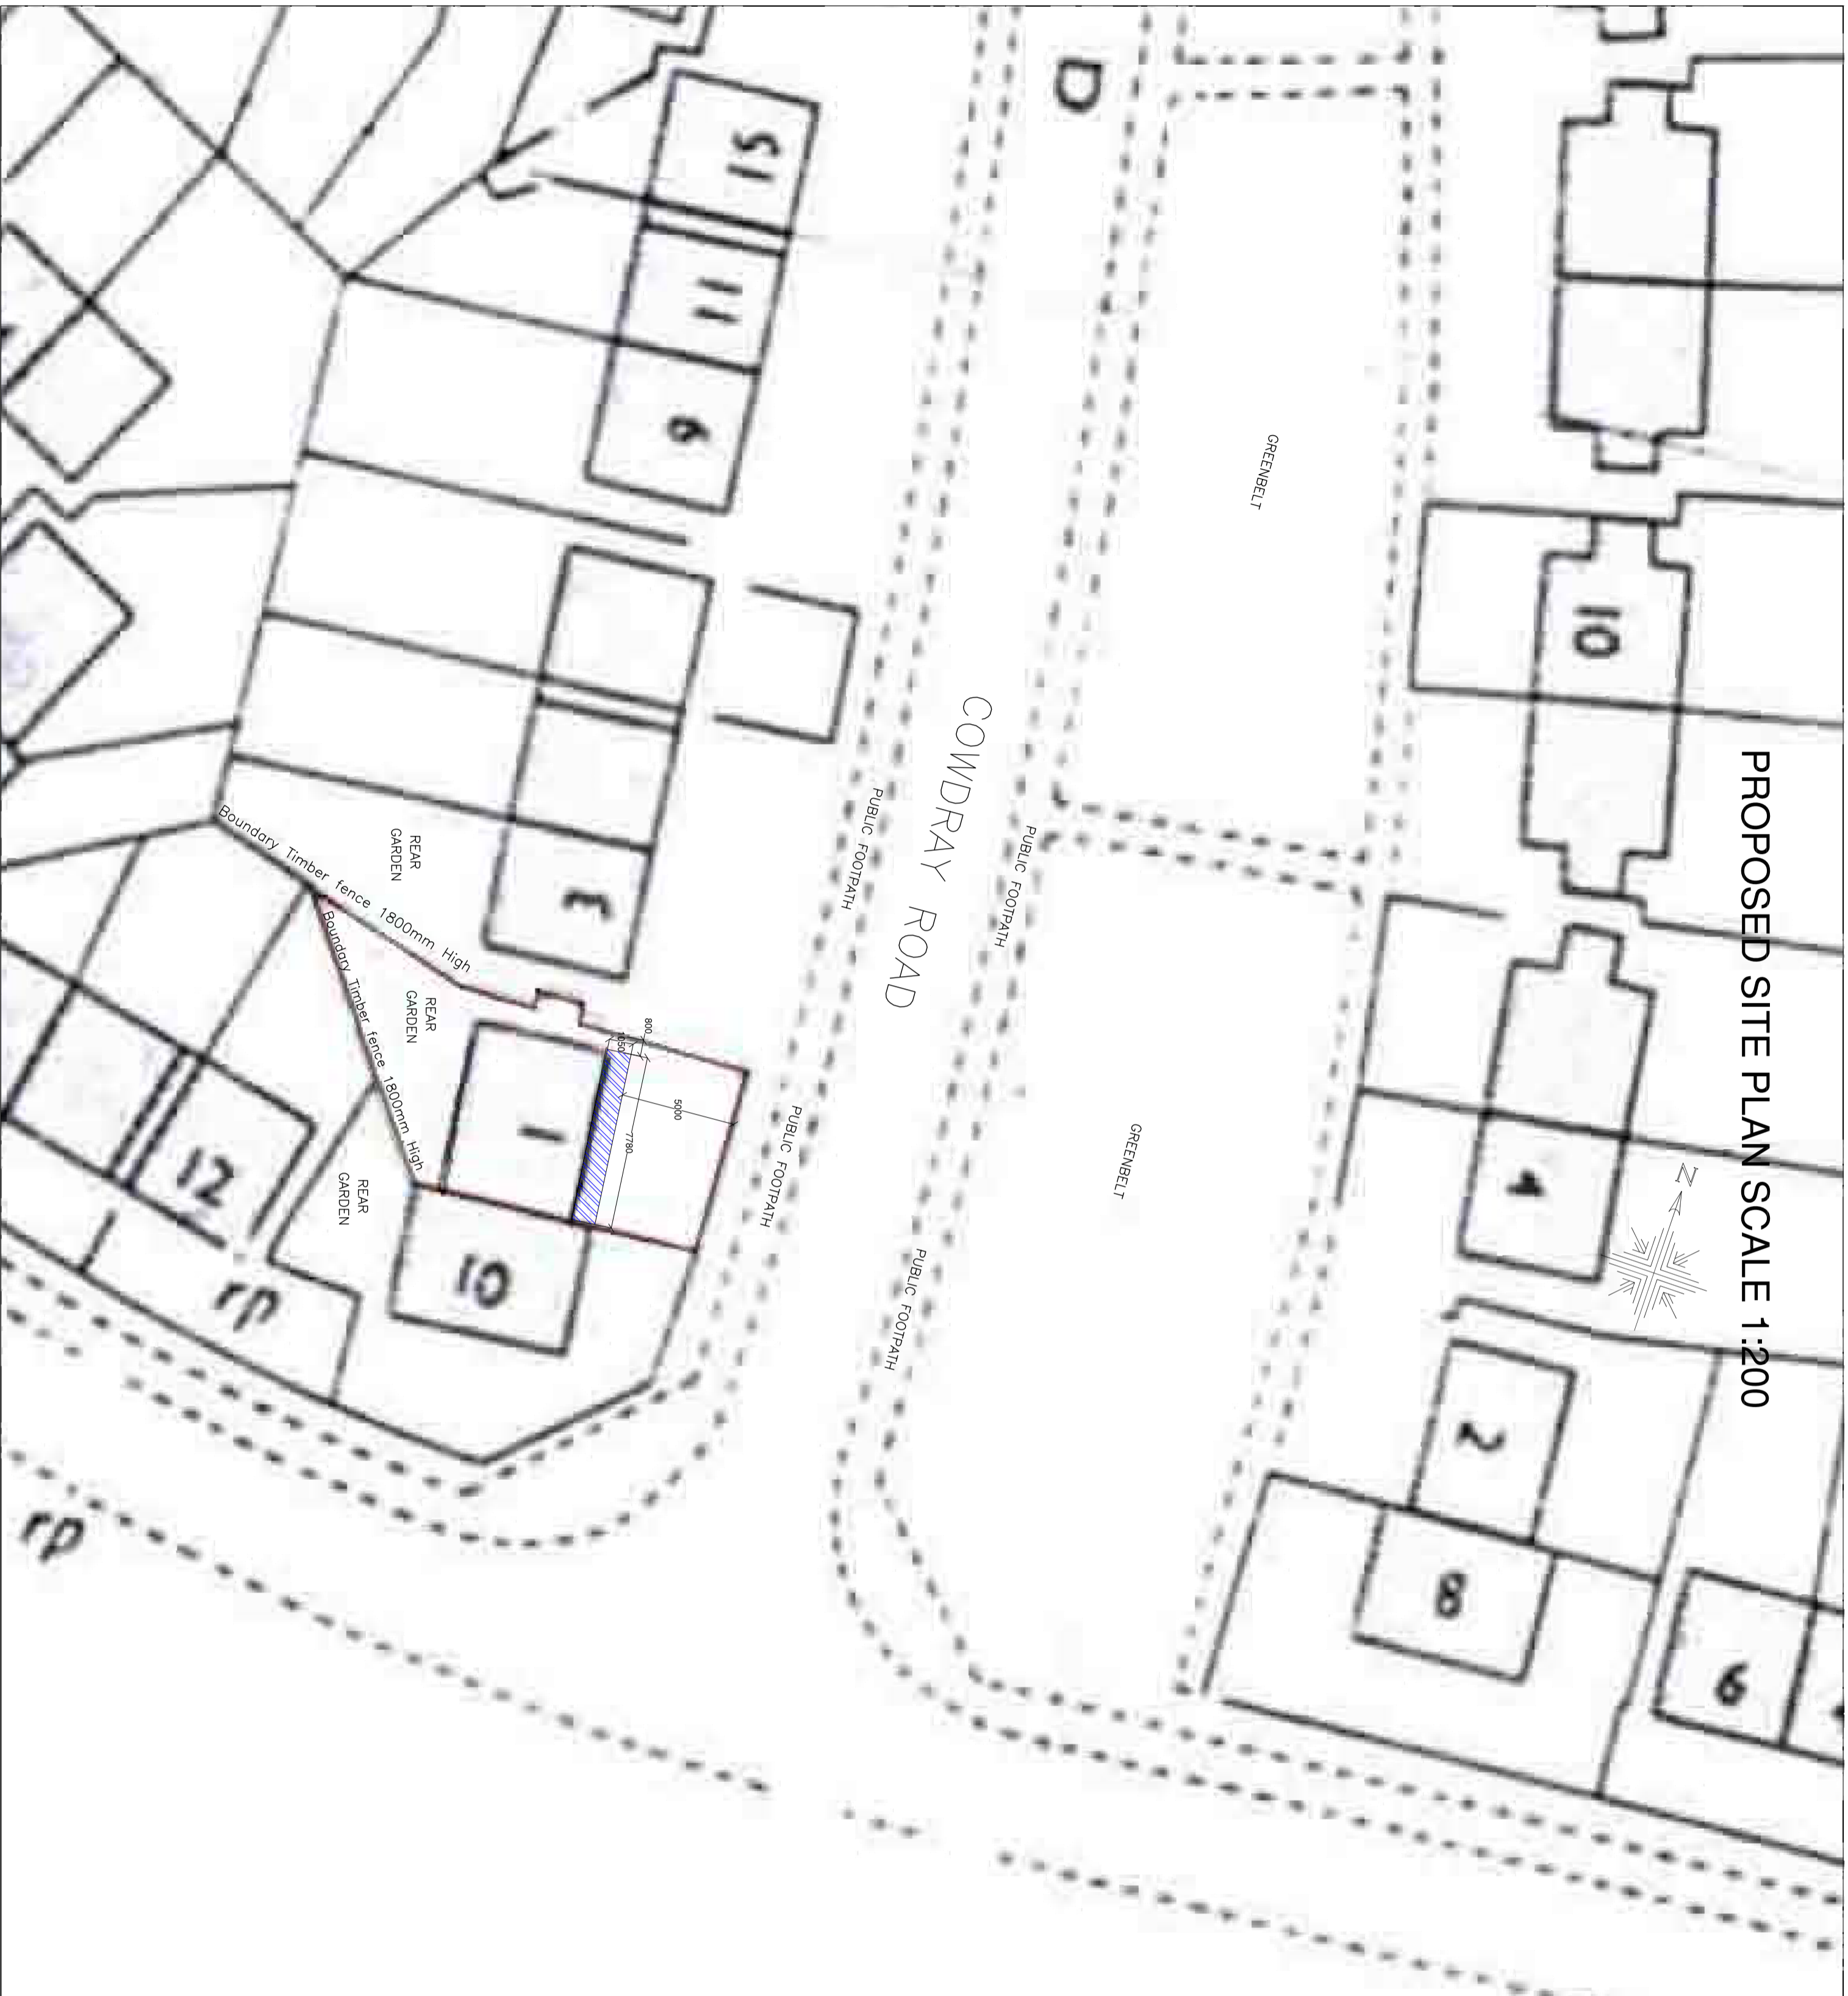 PROPOSED SITE PLAN SCALE 1:200
N
a
15
11
9
3
1
10
12
rp
rp
10
4
2
8
6
GREENBELT
GREENBELT
COWDRAY ROAD
PUBLIC FOOTPATH
PUBLIC FOOTPATH
PUBLIC FOOTPATH
PUBLIC FOOTPATH
REAR
GARDEN
REAR
GARDEN
REAR
GARDEN
Boundary Timber fence 1800mm High
Boundary Timber fence 1800mm High
800
1050
5000
7780